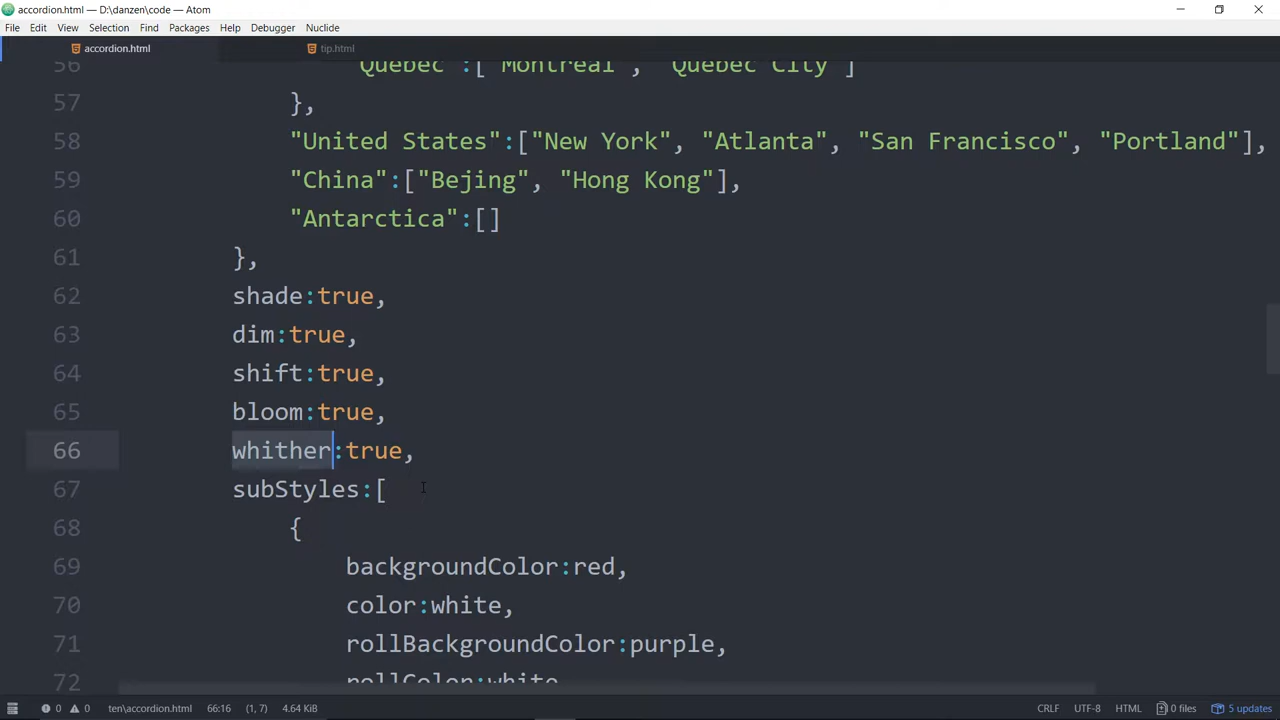 accordion.html — D:\danzen\code — Atom
File Edit View Selection Find Packages Help Debugger Nuclide
accordion.html tip.html
56 "Quebec":["Montreal", "Quebec City"]
57 },
58 "United States":["New York", "Atlanta", "San Francisco", "Portland"],
59 "China":["Bejing", "Hong Kong"],
60 "Antarctica":[]
61 },
62 shade:true,
63 dim:true,
64 shift:true,
65 bloom:true,
66 whither:true,
67 subStyles:[
68 {
69 backgroundColor:red,
70 color:white,
71 rollBackgroundColor:purple,
72 rollColor:white
0 0 ten\accordion.html 66:16 (1, 7) 4.64 KiB CRLF UTF-8 HTML 0 files 5 updates